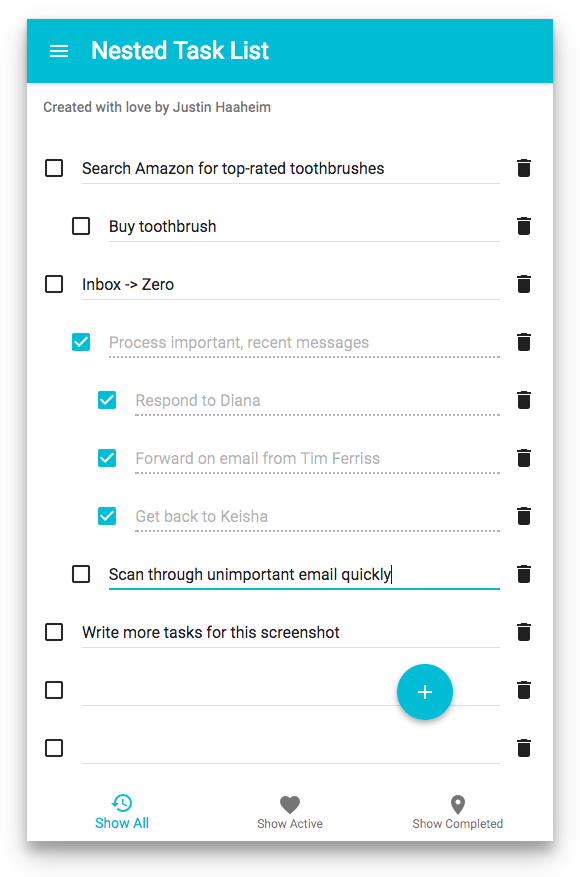 Nested Task List
Created with love by Justin Haaheim
Search Amazon for top-rated toothbrushes
Buy toothbrush
Inbox -> Zero
Process important, recent messages
Respond to Diana
Forward on email from Tim Ferriss
Get back to Keisha
Scan through unimportant email quickly
Write more tasks for this screenshot
Show All
Show Active
Show Completed